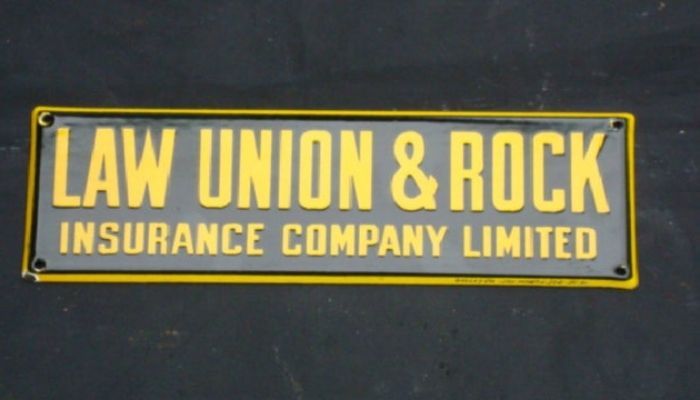 LAW UNION & ROCK
INSURANCE COMPANY LIMITED